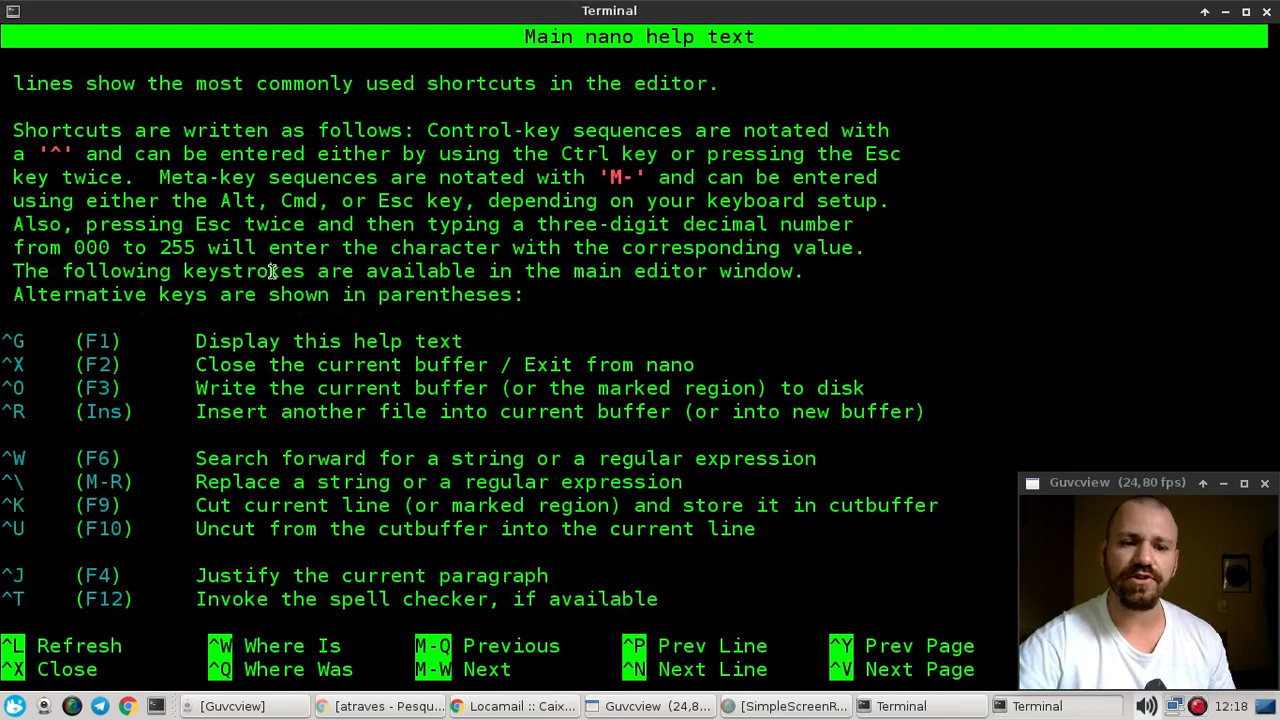 Terminal
Main nano help text
lines show the most commonly used shortcuts in the editor.
Shortcuts are written as follows: Control-key sequences are notated with
a '^' and can be entered either by using the Ctrl key or pressing the Esc
key twice.  Meta-key sequences are notated with 'M-' and can be entered
using either the Alt, Cmd, or Esc key, depending on your keyboard setup.
Also, pressing Esc twice and then typing a three-digit decimal number
from 000 to 255 will enter the character with the corresponding value.
The following keystrokes are available in the main editor window.
Alternative keys are shown in parentheses:
^G (F1) Display this help text
^X (F2) Close the current buffer / Exit from nano
^O (F3) Write the current buffer (or the marked region) to disk
^R (Ins) Insert another file into current buffer (or into new buffer)
^W (F6) Search forward for a string or a regular expression
^\ (M-R) Replace a string or a regular expression
^K (F9) Cut current line (or marked region) and store it in cutbuffer
^U (F10) Uncut from the cutbuffer into the current line
^J (F4) Justify the current paragraph
^T (F12) Invoke the spell checker, if available
Guvcview (24,80 fps)
^L Refresh ^W Where Is M-Q Previous ^P Prev Line ^Y Prev Page
^X Close ^Q Where Was M-W Next ^N Next Line ^V Next Page
[Guvcview] [atraves - Pesqu... Locamail :: Caix... Guvcview (24,8... [SimpleScreenR... Terminal Terminal 12:18